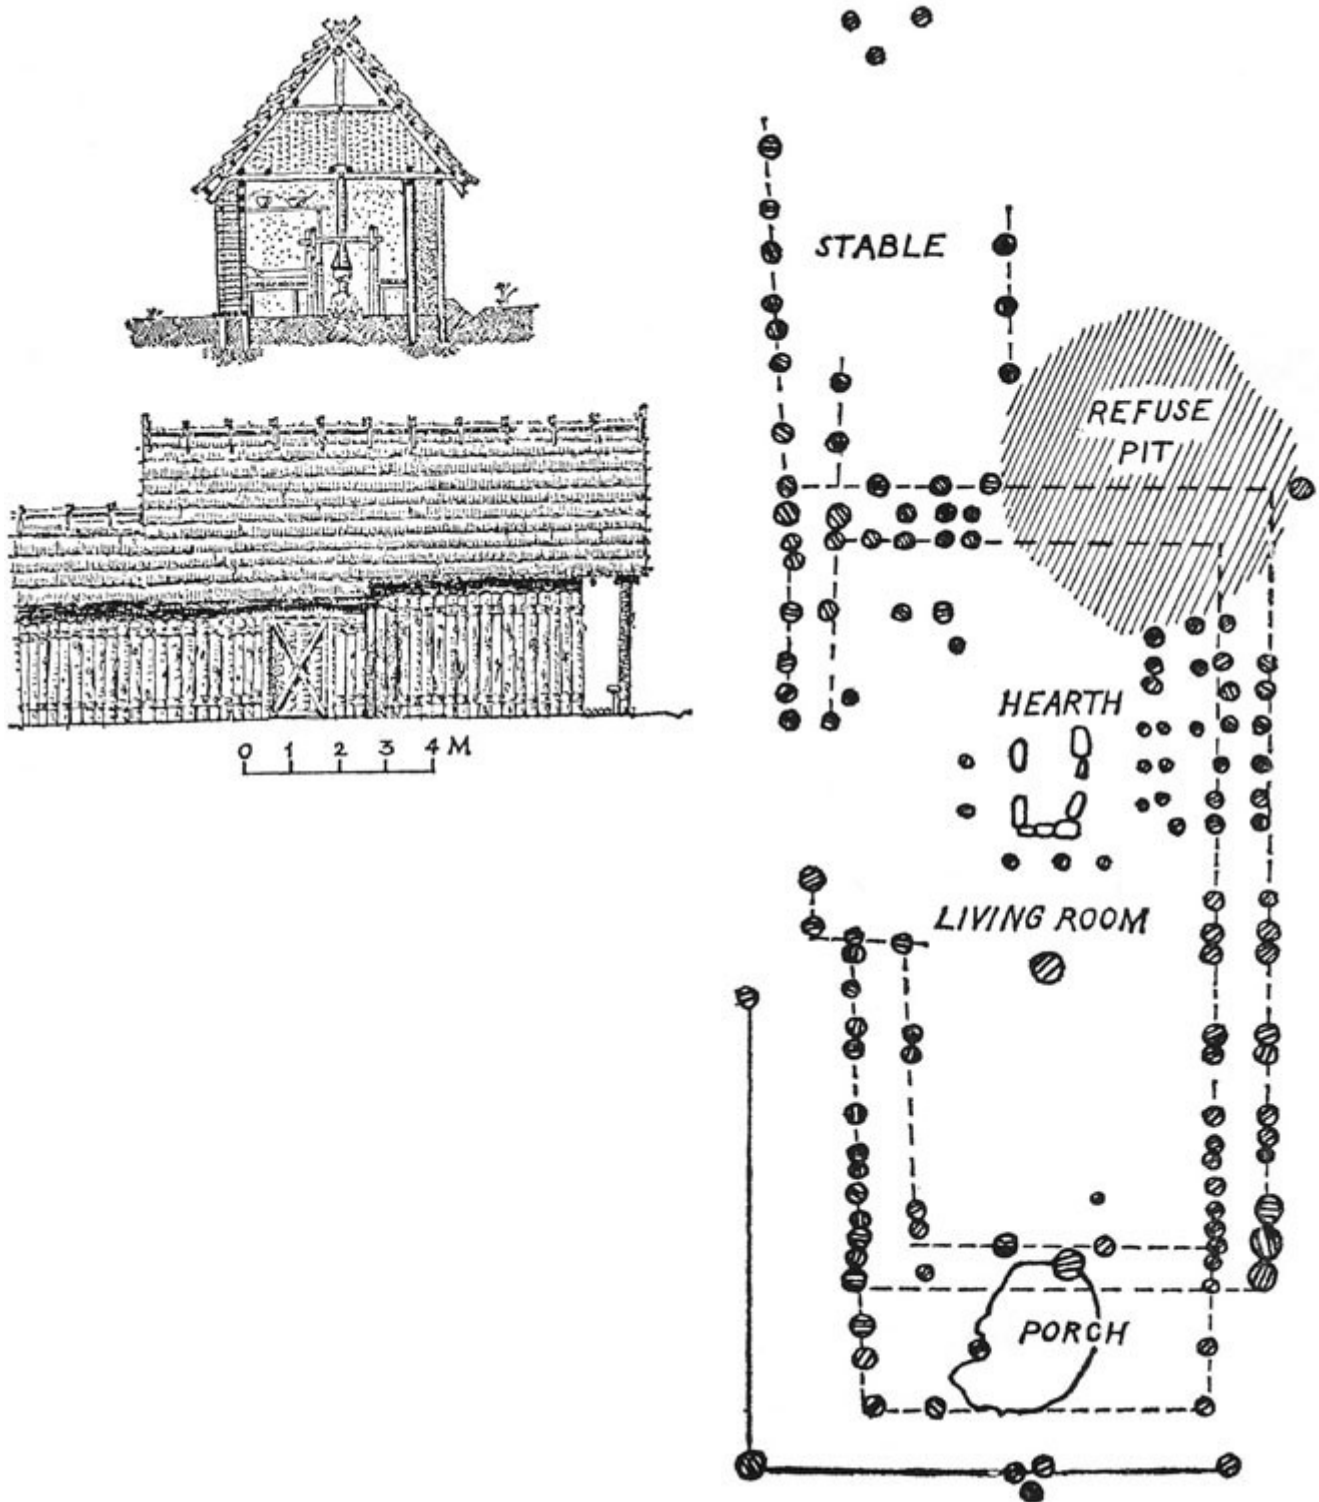 STABLE
REFUSE
PIT
HEARTH
0 1 2 3 4 M
LIVING ROOM
PORCH